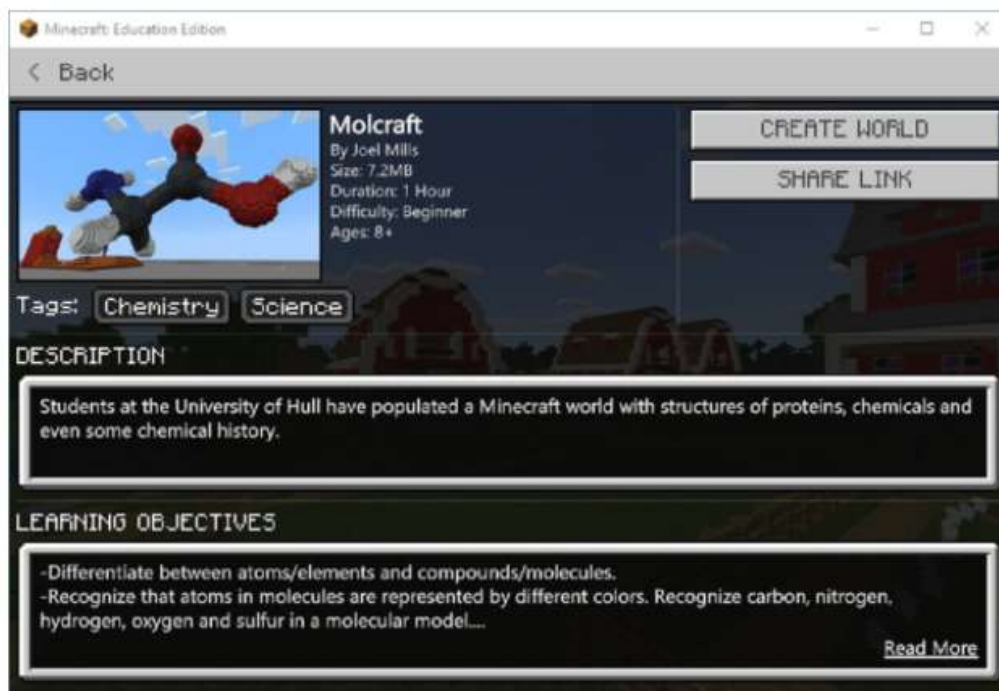 Minecraft: Education Edition
Back
Molcraft
By Joel Mills
Size: 7.2MB
Duration: 1 Hour
Difficulty: Beginner
Ages: 8+
CREATE WORLD
SHARE LINK
Tags: Chemistry Science
DESCRIPTION
Students at the University of Hull have populated a Minecraft world with structures of proteins, chemicals and
even some chemical history.
LEARNING OBJECTIVES
-Differentiate between atoms/elements and compounds/molecules.
-Recognize that atoms in molecules are represented by different colors. Recognize carbon, nitrogen,
hydrogen, oxygen and sulfur in a molecular model....
Read More